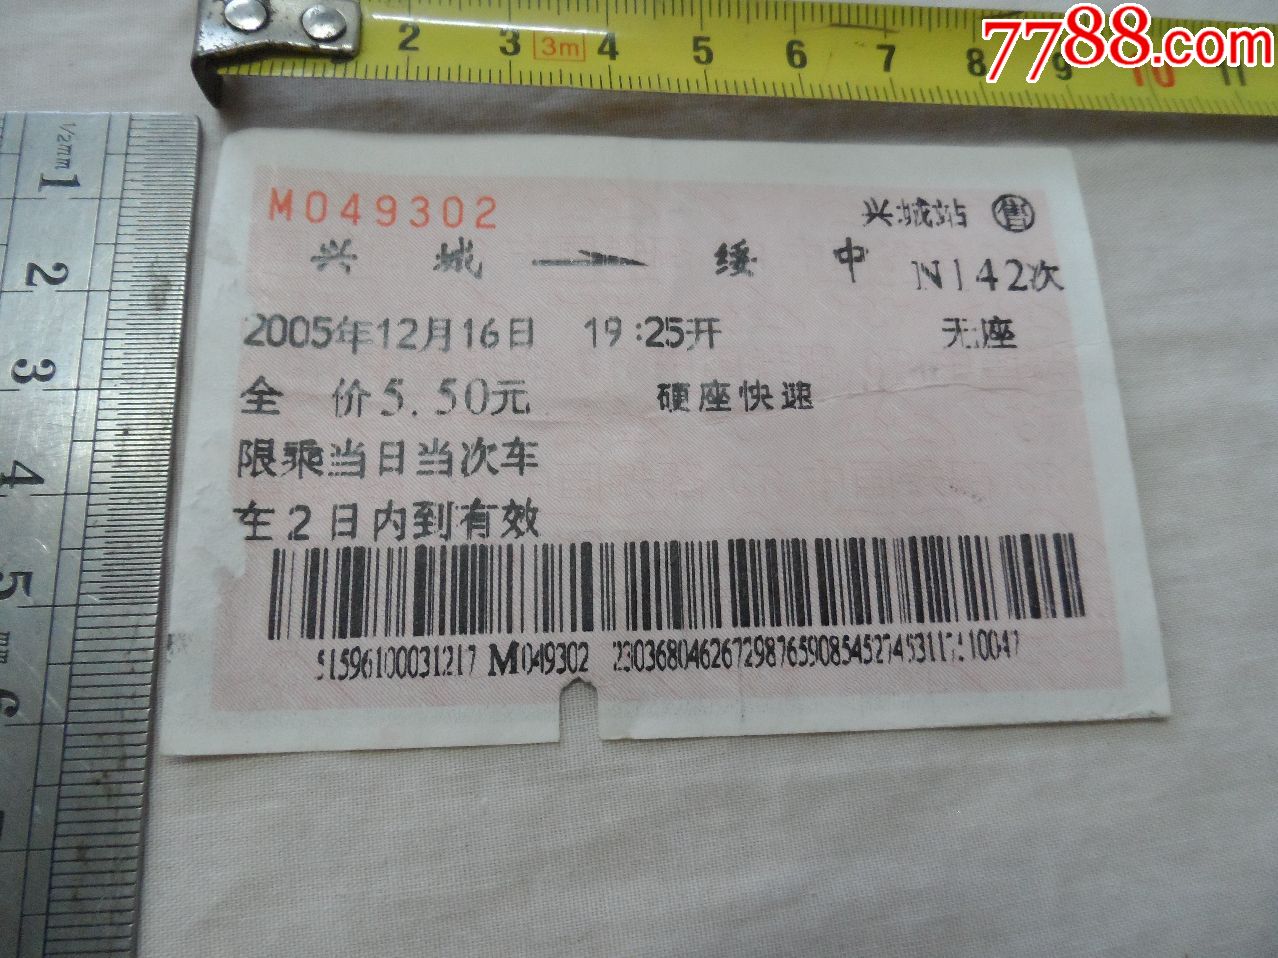 2 3 3m 4 5 6 7 8 9 10 11
7788.com
1/2mm
1
2
3
4
5
mm
6
M049302
兴城站 售
兴 城 → 绥 中 N142次
2005年12月16日 19:25开 无座
全 价5.50元 硬座快速
限乘当日当次车
在2日内到有效
51596100031217 M049302